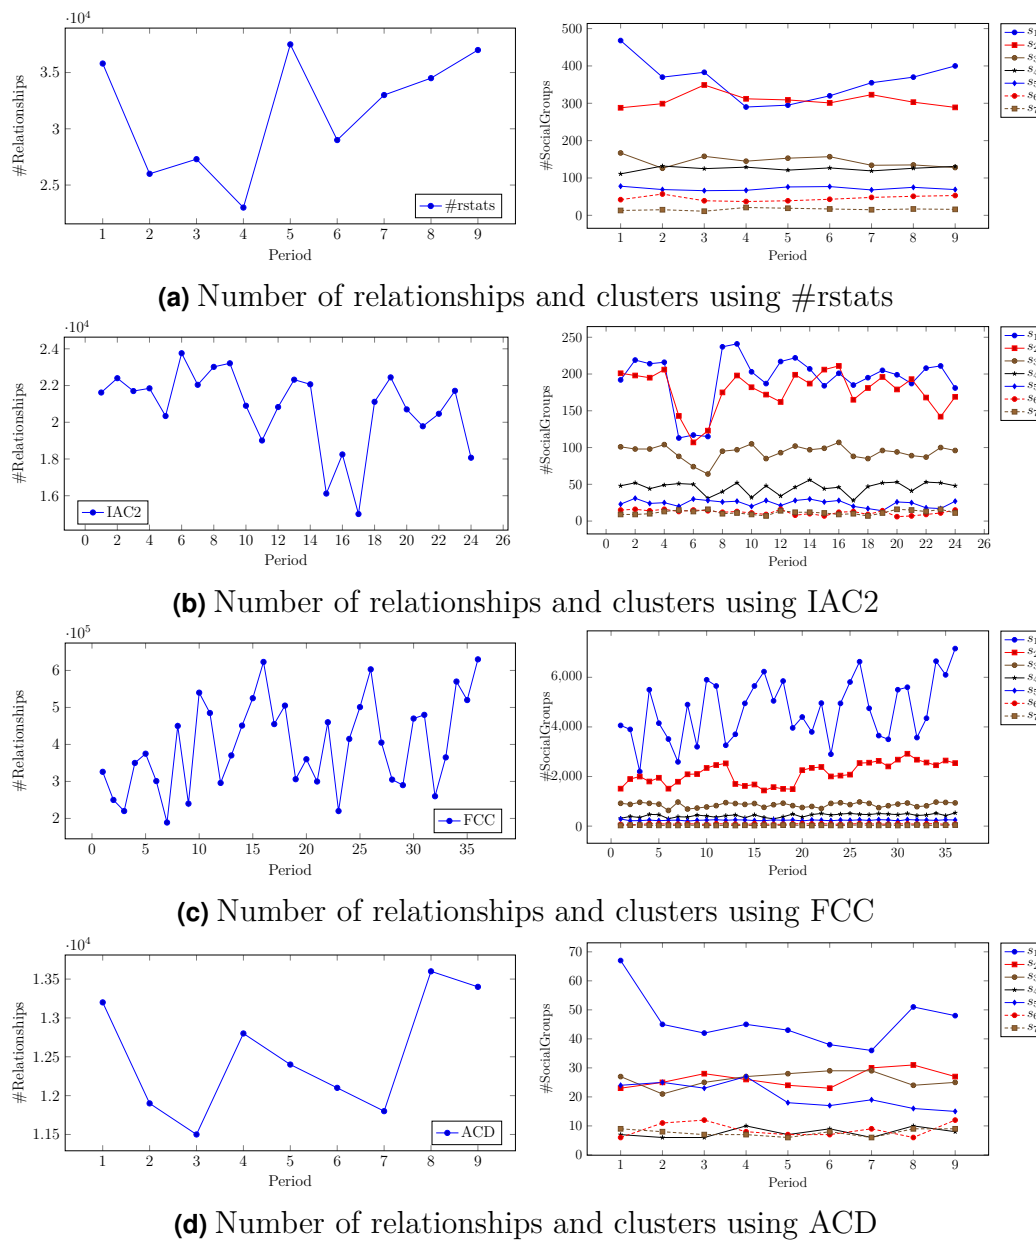 ·10^4
3.5
3
2.5
#Relationships
#rstats
1 2 3 4 5 6 7 8 9
Period
500
400
300
200
100
0
#SocialGroups
1 2 3 4 5 6 7 8 9
Period
(a) Number of relationships and clusters using #rstats
·10^4
2.4
2.2
2
1.8
1.6
#Relationships
IAC2
0 2 4 6 8 10 12 14 16 18 20 22 24 26
Period
250
200
150
100
50
0
#SocialGroups
0 2 4 6 8 10 12 14 16 18 20 22 24 26
Period
(b) Number of relationships and clusters using IAC2
·10^5
6
5
4
3
2
#Relationships
FCC
0 5 10 15 20 25 30 35
Period
6,000
4,000
2,000
0
#SocialGroups
0 5 10 15 20 25 30 35
Period
(c) Number of relationships and clusters using FCC
·10^4
1.35
1.3
1.25
1.2
1.15
#Relationships
ACD
1 2 3 4 5 6 7 8 9
Period
70
60
50
40
30
20
10
0
#SocialGroups
1 2 3 4 5 6 7 8 9
Period
(d) Number of relationships and clusters using ACD